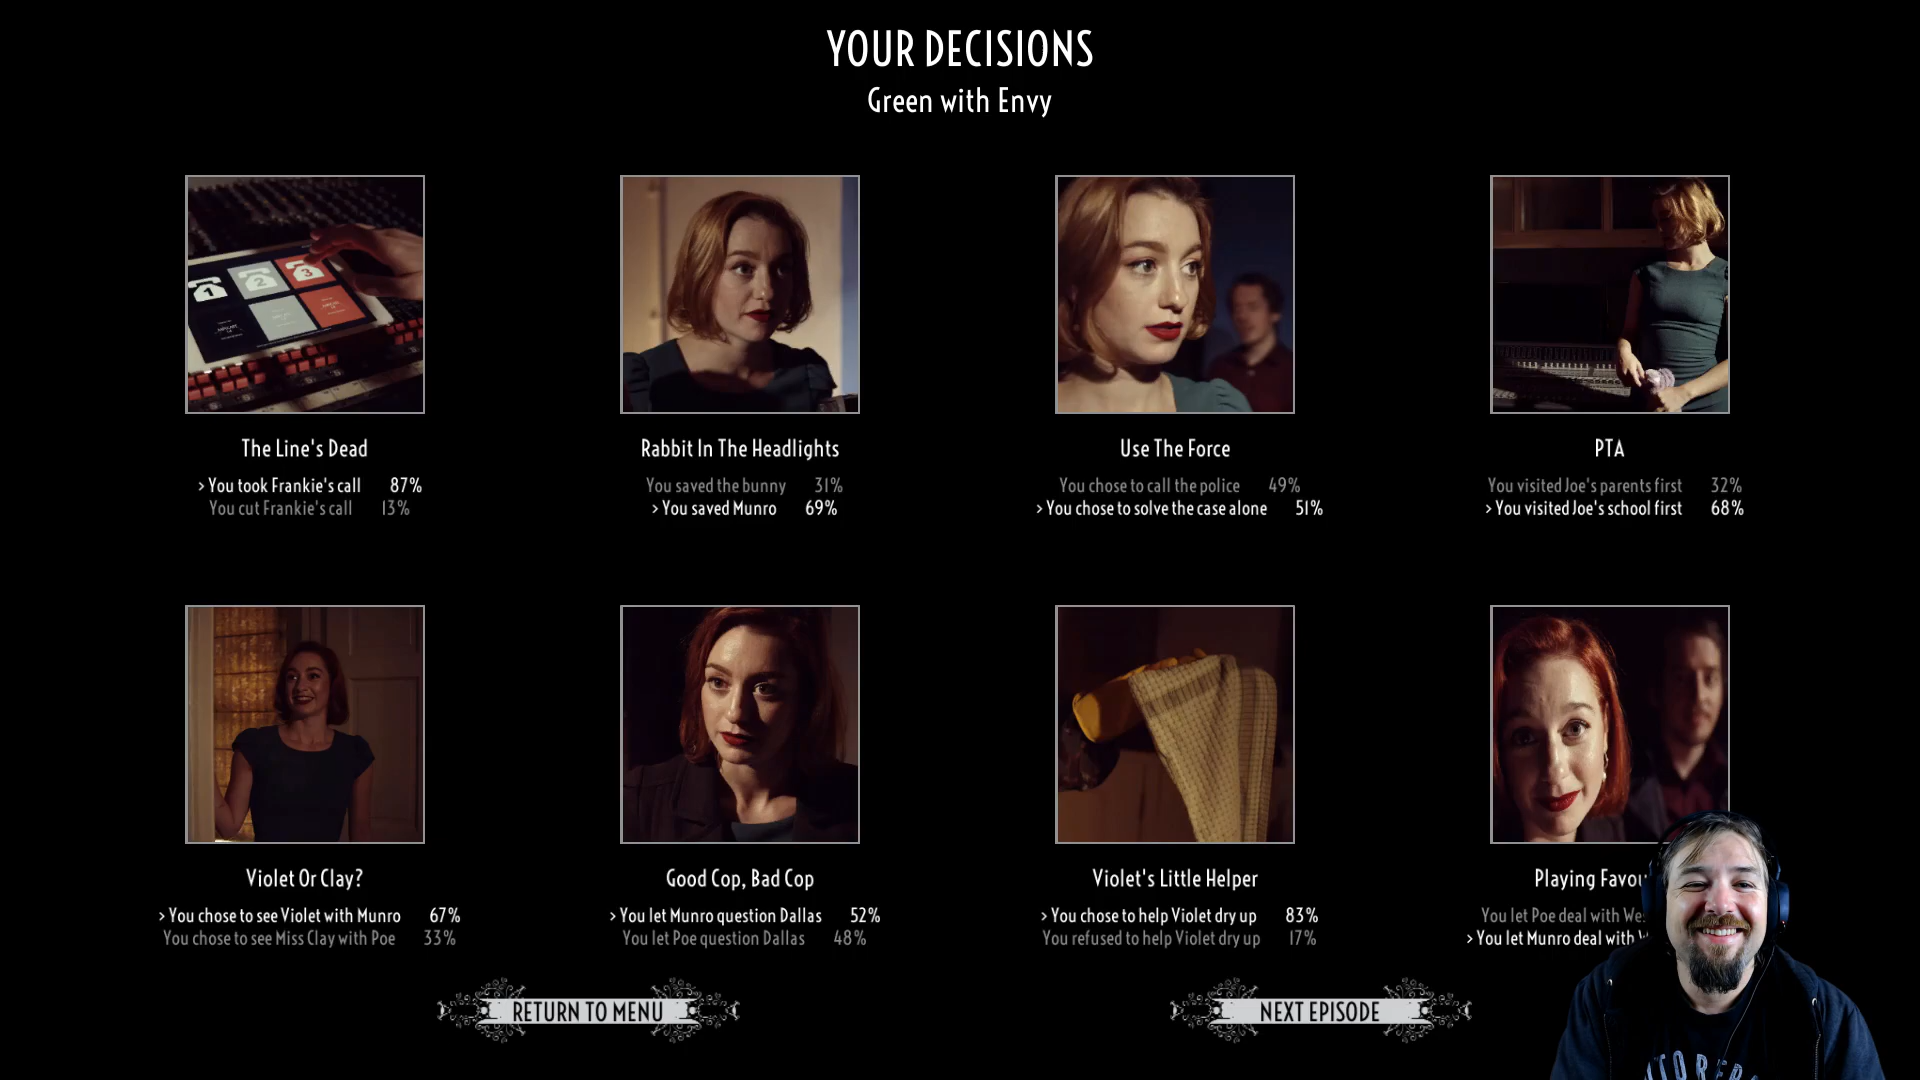 YOUR DECISIONS
Green with Envy
1 2 3
The Line's Dead
> You took Frankie's call 87%
You cut Frankie's call 13%
Rabbit In The Headlights
You saved the bunny 31%
> You saved Munro 69%
Use The Force
You chose to call the police 49%
> You chose to solve the case alone 51%
PTA
You visited Joe's parents first 32%
> You visited Joe's school first 68%
Violet Or Clay?
> You chose to see Violet with Munro 67%
You chose to see Miss Clay with Poe 33%
Good Cop, Bad Cop
> You let Munro question Dallas 52%
You let Poe question Dallas 48%
Violet's Little Helper
> You chose to help Violet dry up 83%
You refused to help Violet dry up 17%
Playing
You let Poe deal with
> You let Munro deal with
RETURN TO MENU
NEXT EPISODE